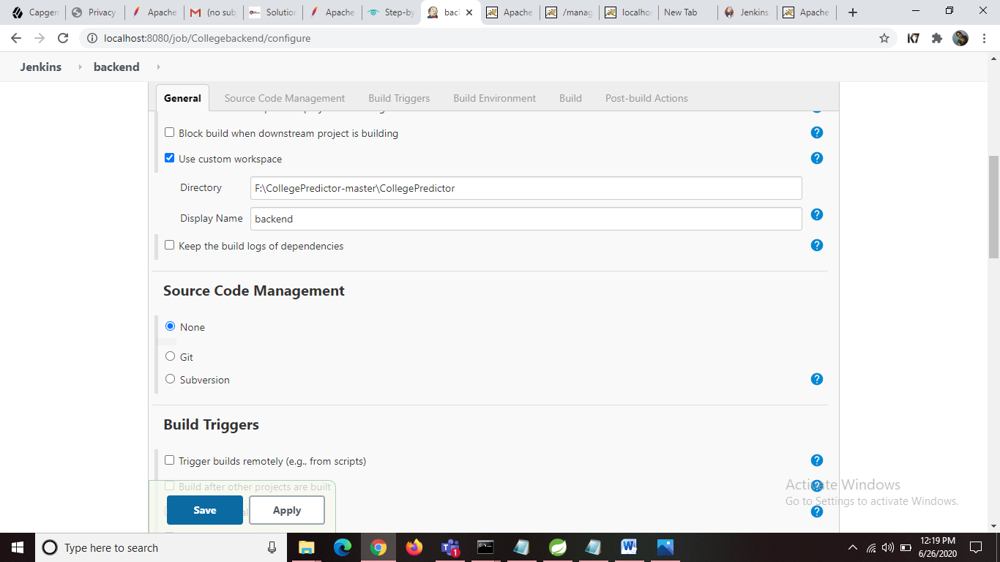 Capgen
Privacy
Apache
(no sub
Solution
Apache
Step-by
bac
Apache
/manag
localhos
New Tab
Jenkins
Apache
localhost:8080/job/Collegebackend/configure
Jenkins
backend
General
Source Code Management
Build Triggers
Build Environment
Build
Post-build Actions
Block build when downstream project is building
Use custom workspace
Directory
F:\CollegePredictor-master\CollegePredictor
Display Name
backend
Keep the build logs of dependencies
Source Code Management
None
Git
Subversion
Build Triggers
Trigger builds remotely (e.g., from scripts)
Build after other projects are built
Save
Apply
Activate Windows
Go to Settings to activate Windows.
Type here to search
1
12:19 PM
6/26/2020